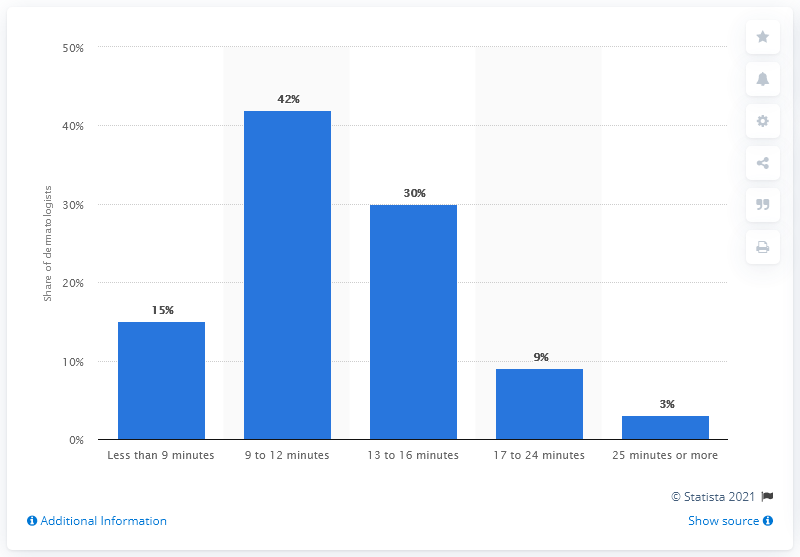 50%
42%
40%
30%
30%
Share of dermatologists
20%
15%
10%
9%
3%
0%
Less than 9 minutes
9 to 12 minutes
13 to 16 minutes
17 to 24 minutes
25 minutes or more
© Statista 2021
Additional Information
Show source